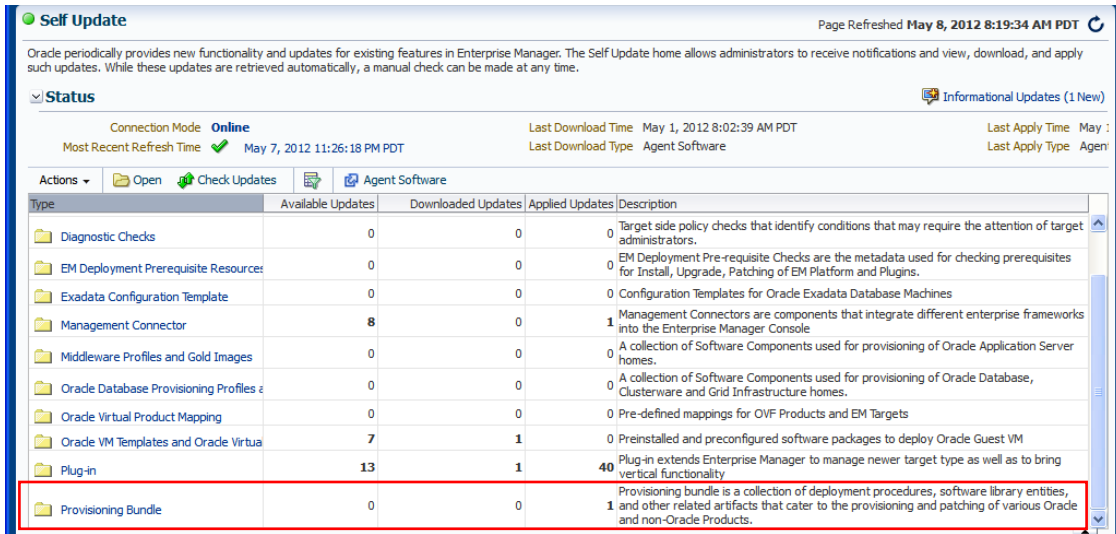 Self Update
Page Refreshed May 8, 2012 8:19:34 AM PDT
Oracle periodically provides new functionality and updates for existing features in Enterprise Manager. The Self Update home allows administrators to receive notifications and view, download, and apply
such updates. While these updates are retrieved automatically, a manual check can be made at any time.
Status
Informational Updates (1 New)
Connection Mode Online
Last Download Time May 1, 2012 8:02:39 AM PDT
Last Apply Time May
Most Recent Refresh Time May 7, 2012 11:26:18 PM PDT
Last Download Type Agent Software
Last Apply Type Agen
Actions Open Check Updates Agent Software
Type Available Updates Downloaded Updates Applied Updates Description
Diagnostic Checks 0 0 0 Target side policy checks that identify conditions that may require the attention of target
administrators.
EM Deployment Prerequisite Resources 0 0 0 EM Deployment Pre-requisite Checks are the metadata used for checking prerequisites
for Install, Upgrade, Patching of EM Platform and Plugins.
Exadata Configuration Template 0 0 0 Configuration Templates for Oracle Exadata Database Machines
Management Connector 8 0 1 Management Connectors are components that integrate different enterprise frameworks
into the Enterprise Manager Console
Middleware Profiles and Gold Images 0 0 0 A collection of Software Components used for provisioning of Oracle Application Server
homes.
Oracle Database Provisioning Profiles a 0 0 0 A collection of Software Components used for provisioning of Oracle Database,
Clusterware and Grid Infrastructure homes.
Oracle Virtual Product Mapping 0 0 0 Pre-defined mappings for OVF Products and EM Targets
Oracle VM Templates and Oracle Virtua 7 1 0 Preinstalled and preconfigured software packages to deploy Oracle Guest VM
Plug-in 13 1 40 Plug-in extends Enterprise Manager to manage newer target type as well as to bring
vertical functionality
Provisioning Bundle 0 0 1 Provisioning bundle is a collection of deployment procedures, software library entities,
and other related artifacts that cater to the provisioning and patching of various Oracle
and non-Oracle Products.